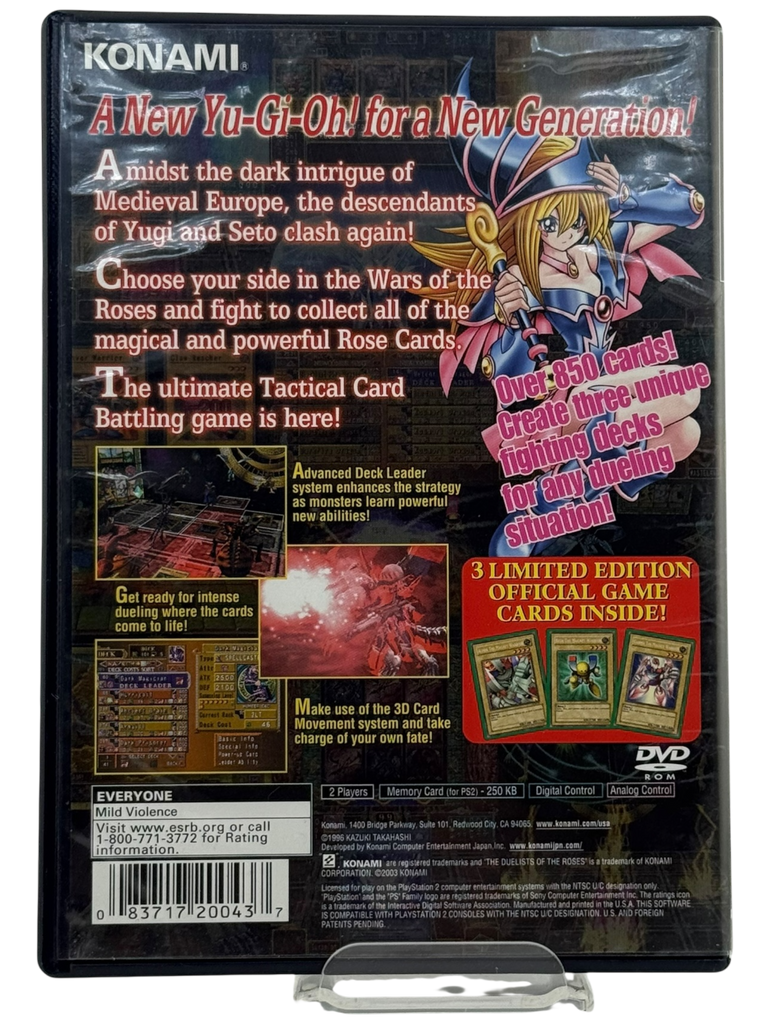 KONAMI®
A New Yu-Gi-Oh! for a New Generation!
Amidst the dark intrigue of
Medieval Europe, the descendants
of Yugi and Seto clash again!
Choose your side in the Wars of the
Roses and fight to collect all of the
magical and powerful Rose Cards.
The ultimate Tactical Card
Battling game is here!
Over 850 cards!
Create three unique
fighting decks
for any dueling
situation!
Advanced Deck Leader
system enhances the strategy
as monsters learn powerful
new abilities!
Get ready for intense
dueling where the cards
come to life!
3 LIMITED EDITION
OFFICIAL GAME
CARDS INSIDE!
DECK LEADER
2500
2100
Current Rank
Deck Cost
Basic Info
Special Info
Make use of the 3D Card
Movement system and take
charge of your own fate!
DVD
ROM
2 Players
Memory Card (for PS2) - 250 KB
Digital Control
Analog Control
EVERYONE
Mild Violence
Visit www.esrb.org or call
1-800-771-3772 for Rating
information.
0 83717 20043 7
Konami, 1400 Bridge Parkway, Suite 101, Redwood City, CA 94065. www.konami.com/usa
©1996 KAZUKI TAKAHASHI
Developed by Konami Computer Entertainment Japan, Inc. www.konamijpn.com/
KONAMI are registered trademarks and "THE DUELISTS OF THE ROSES" is a trademark of KONAMI
CORPORATION. ©2003 KONAMI
Licensed for play on the PlayStation 2 computer entertainment systems with the NTSC U/C designation only.
"PlayStation" and the "PS" Family logo are registered trademarks of Sony Computer Entertainment Inc. The ratings icon
is a trademark of the Interactive Digital Software Association. Manufactured and printed in the U.S.A. THIS SOFTWARE
IS COMPATIBLE WITH PLAYSTATION 2 CONSOLES WITH THE NTSC U/C DESIGNATION. U.S. AND FOREIGN
PATENTS PENDING.